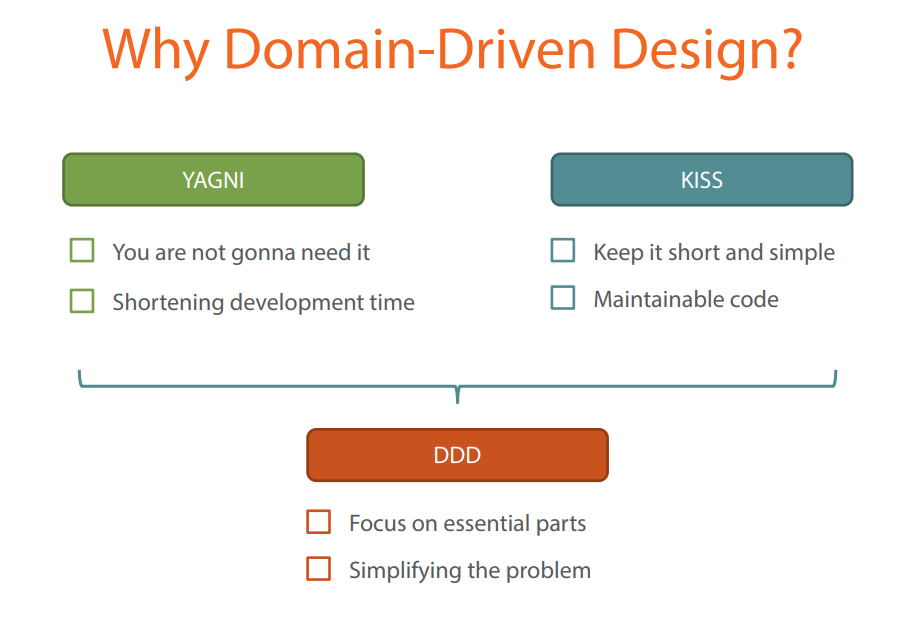 Why Domain-Driven Design?
YAGNI
You are not gonna need it
Shortening development time
KISS
Keep it short and simple
Maintainable code
DDD
Focus on essential parts
Simplifying the problem